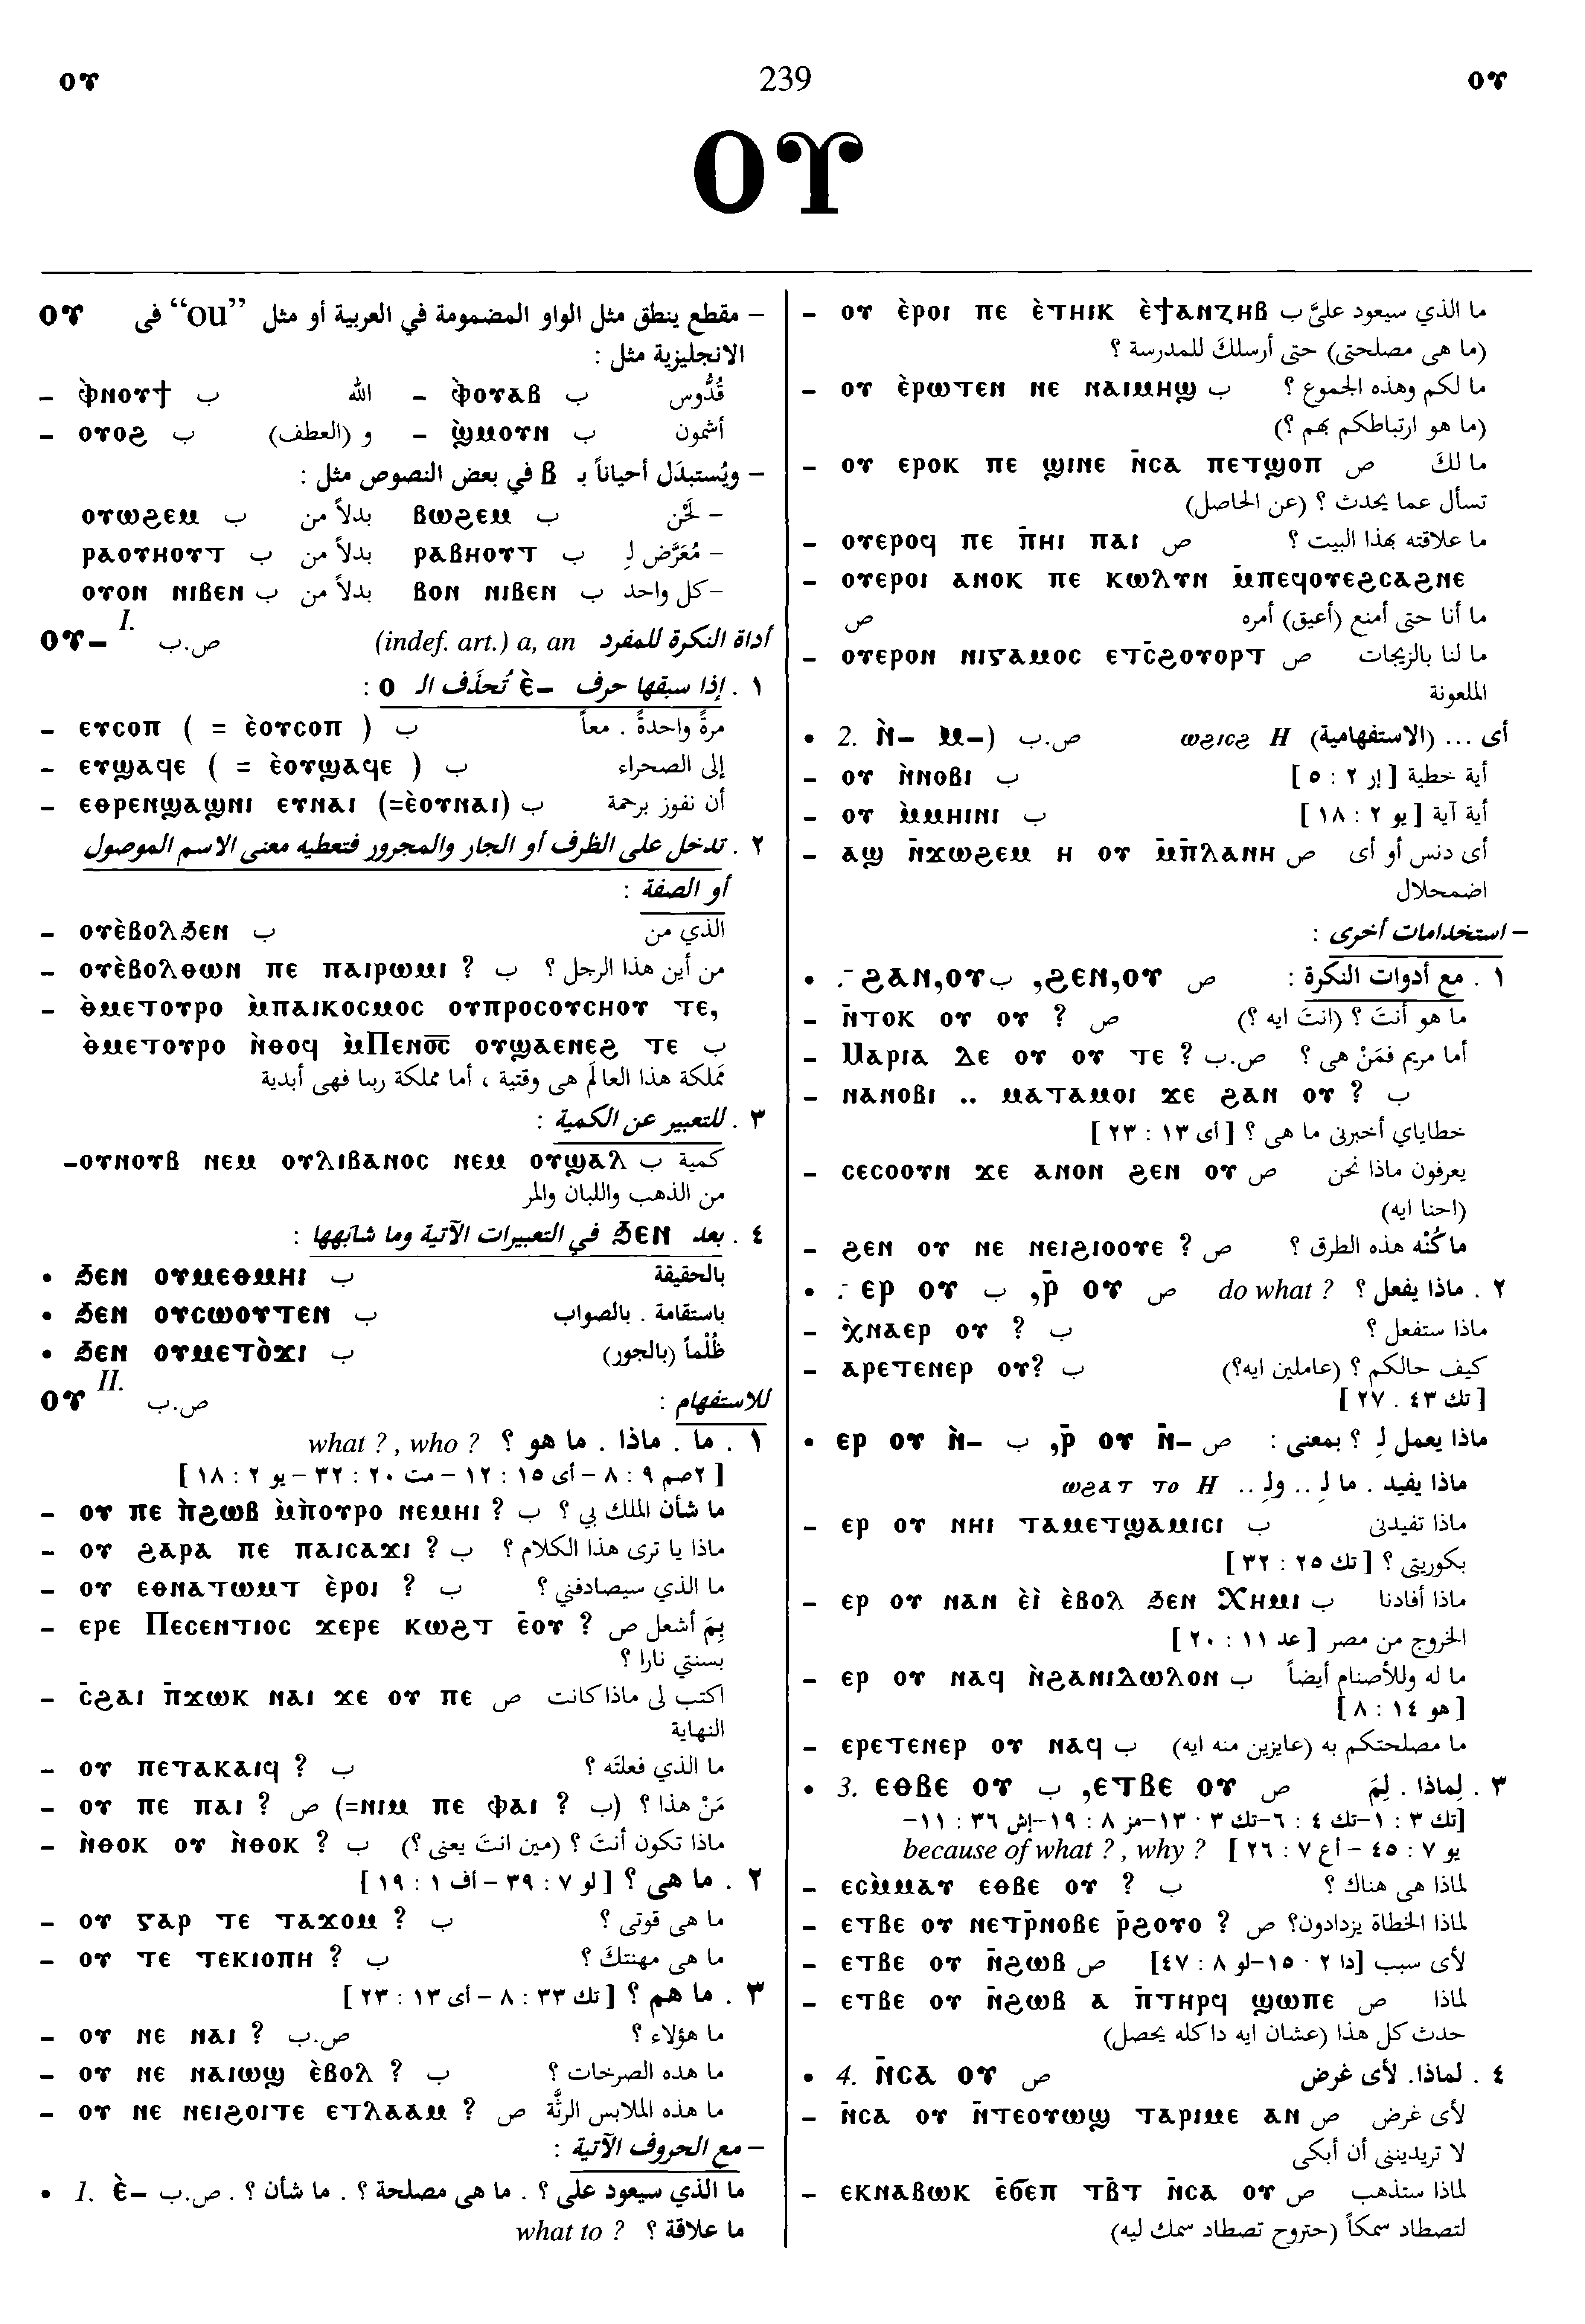 ⲟⲩ 239 ⲟⲩ
ⲟⲩ
ⲟⲩ – مقطع ينطق مثل الواو المضمومة في العربية أو مثل “ou” فى
الانجليزية مثل :
– ⲫ̀ⲛⲟⲩϯ ب الله – ⲫ̀ⲟⲩⲁⲃ ب قُدُّوس
– ⲟⲩⲟϩ ب و (العطف) – ϣ̀ⲙⲟⲩⲛ ب أشمون
– ويُستبدَل أحياناً بـ ⲃ في بعض النصوص مثل :
– لَحْن ب ⲃⲱϩⲉⲙ بدلاً من ب ⲟⲩⲱϩⲉⲙ
– مُعَرَّض لِـ ب ⲣⲁⲃⲏⲟⲩⲧ بدلاً من ب ⲣⲁⲟⲩⲏⲟⲩⲧ
– كل واحد ب ⲃⲟⲛ ⲛⲓⲃⲉⲛ بدلاً من ب ⲟⲩⲟⲛ ⲛⲓⲃⲉⲛ
ⲟⲩ– I. ص.ب أداة النكرة للمفرد (indef. art.) a, an
١ . إذا سبقها حرف ⲉ̀– تُحذَف الـ ⲟ :
– ⲉⲩⲥⲟⲡ ( = ⲉ̀ⲟⲩⲥⲟⲡ ) ب مرةً واحدةً . معاً
– ⲉⲩϣⲁϥⲉ ( = ⲉ̀ⲟⲩϣⲁϥⲉ ) ب إلى الصحراء
– ⲉⲑⲣⲉⲛϣⲁϣⲛⲓ ⲉⲩⲛⲁⲓ (=ⲉ̀ⲟⲩⲛⲁⲓ) ب أن نفوز برحمة
٢ . تدخل على الظرف أو الجار والمجرور فتعطيه معنى الاسم الموصول
أو الصفة :
– ⲟⲩⲉ̀ⲃⲟⲗϧⲉⲛ ب الذي من
– ⲟⲩⲉ̀ⲃⲟⲗⲑⲱⲛ ⲡⲉ ⲡⲁⲓⲣⲱⲙⲓ ? ب من أين هذا الرجل ؟
– ⲑ̀ⲙⲉⲧⲟⲩⲣⲟ ⲙ̀ⲡⲁⲓⲕⲟⲥⲙⲟⲥ ⲟⲩⲡⲣⲟⲥⲟⲩⲥⲏⲟⲩ ⲧⲉ,
ⲑ̀ⲙⲉⲧⲟⲩⲣⲟ ⲛ̀ⲑⲟϥ ⲙ̀Ⲡⲉⲛ⳪ ⲟⲩϣⲁⲉⲛⲉϩ ⲧⲉ ب
مملكة هذا العالَم هى وقتية ، أما مملكة ربنا فهى أبدية
٣ . للتعبير عن الكمية :
–ⲟⲩⲛⲟⲩⲃ ⲛⲉⲙ ⲟⲩⲗⲓⲃⲁⲛⲟⲥ ⲛⲉⲙ ⲟⲩϣⲁⲗ ب كمية
من الذهب واللبان والمر
٤ . بعد ϧⲉⲛ في التعبيرات الآتية وما شابهها :
• ϧⲉⲛ ⲟⲩⲙⲉⲑⲙⲏⲓ ب بالحقيقة
• ϧⲉⲛ ⲟⲩⲥⲱⲟⲩⲧⲉⲛ ب باستقامة . بالصواب
• ϧⲉⲛ ⲟⲩⲙⲉⲧⲟ̀ϫⲓ ب ظُلْماً (بالجور)
ⲟⲩ II. ص.ب للاستفهام :
١ . ما . ماذا . ما هو ؟ what ? , who ?
[ ٢صم ٩ : ٨ – أى ١٥ : ١٢ – مت ٢٠ : ٣٢ – يو ٢ : ١٨ ]
– ⲟⲩ ⲡⲉ ⲡ̀ϩⲱⲃ ⲙ̀ⲡ̀ⲟⲩⲣⲟ ⲛⲉⲙⲏⲓ ? ب ما شأن الملك بي ؟
– ⲟⲩ ϩⲁⲣⲁ ⲡⲉ ⲡⲁⲓⲥⲁϫⲓ ? ب ماذا يا ترى هذا الكلام ؟
– ⲟⲩ ⲉⲑⲛⲁⲧⲱⲙⲧ ⲉ̀ⲣⲟⲓ ? ب ما الذي سيصادفني ؟
– ⲉⲣⲉ Ⲡⲉⲥⲉⲛⲧⲓⲟⲥ ϫⲉⲣⲉ ⲕⲱϩⲧ ⲉ̄ⲟⲩ ? ص بِمَ أشعل
بسنتي نارا ؟
– ⲥ̄ϩⲁⲓ ⲡ̄ϫⲱⲕ ⲛⲁⲓ ϫⲉ ⲟⲩ ⲡⲉ ص اكتب لى ماذا كانت
النهاية
– ⲟⲩ ⲡⲉⲧⲁⲕⲁⲓϥ ? ب ما الذي فعلتَه ؟
– ⲟⲩ ⲡⲉ ⲡⲁⲓ ? ص (=ⲛⲓⲙ ⲡⲉ ⲫⲁⲓ ? ب) مَنْ هذا ؟
– ⲛ̀ⲑⲟⲕ ⲟⲩ ⲛ̀ⲑⲟⲕ ? ب ماذا تكون أنتَ ؟ (مين انتَ يعنى ؟)
٢ . ما هى ؟ [ لو ٧ : ٣٩ – أف ١ : ١٩ ]
– ⲟⲩ ⲅⲁⲣ ⲧⲉ ⲧⲁϫⲟⲙ ? ب ما هى قوتى ؟
– ⲟⲩ ⲧⲉ ⲧⲉⲕⲓⲟⲡⲏ ? ب ما هى مهنتك ؟
٣ . ما هم ؟ [ تك ٣٣ : ٨ – أى ١٣ : ٢٣ ]
– ⲟⲩ ⲛⲉ ⲛⲁⲓ ? ص.ب ما هؤلاء ؟
– ⲟⲩ ⲛⲉ ⲛⲁⲓⲱϣ ⲉ̀ⲃⲟⲗ ? ب ما هذه الصرخات ؟
– ⲟⲩ ⲛⲉ ⲛⲉⲓϩⲟⲓⲧⲉ ⲉⲧⲗⲁⲁⲙ ? ص ما هذه الملابس الرثَّة
– مع الحروف الآتية :
• 1. ⲉ̀– ص.ب ما الذي سيعود على ؟ . ما هى مصلحة ؟ . ما شأن ؟ .
ما علاقة ؟ what to ?
– ⲟⲩ ⲉ̀ⲣⲟⲓ ⲡⲉ ⲉ̀ⲧⲏⲓⲕ ⲉ̀ϯⲁⲛⲍⲏⲃ ب ما الذي سيعود علىَّ
(ما هى مصلحتى) حتى أرسلكَ للمدرسة ؟
– ⲟⲩ ⲉ̀ⲣⲱⲧⲉⲛ ⲛⲉ ⲛⲁⲓⲙⲏϣ ب ما لكم وهذه الجموع ؟
(ما هو ارتباطكم بهم ؟)
– ⲟⲩ ⲉⲣⲟⲕ ⲡⲉ ϣⲓⲛⲉ ⲛ̄ⲥⲁ ⲡⲉⲧϣⲟⲡ ص ما لكَ
تسأل عما يحدث ؟ (عن الحاصل)
– ⲟⲩⲉⲣⲟϥ ⲡⲉ ⲡ̄ⲏⲓ ⲡⲁⲓ ص ما علاقته بهذا البيت ؟
– ⲟⲩⲉⲣⲟⲓ ⲁⲛⲟⲕ ⲡⲉ ⲕⲱⲗⲩⲛ ⲙ̄ⲡⲉϥⲟⲩⲉϩⲥⲁϩⲛⲉ
ص ما أنا حتى أمنع (أعيق) أمره
– ⲟⲩⲉⲣⲟⲛ ⲛⲓⲅⲁⲙⲟⲥ ⲉⲧⲥ̄ϩⲟⲩⲟⲣⲧ ص ما لنا بالزيجات
الملعونة
• 2. ⲛ̀– ⲙ–) ص.ب أى ... (الاستفهامية) ⲱϩⲓⲥϩ H
– ⲟⲩ ⲛ̀ⲛⲟⲃⲓ ب أية خطية [ إر ٢ : ٥ ]
– ⲟⲩ ⲙ̀ⲙⲏⲓⲛⲓ ب أية آية [ يو ٢ : ١٨ ]
– ⲁϣ ⲛ̄ϫⲱϩⲉⲙ ⲏ ⲟⲩ ⲙ̄ⲡ̄ⲗⲁⲛⲏ ص أى دنس أو أى
اضمحلال
– استخدامات أخرى :
١ . مع أدوات النكرة : ص ϩⲉⲛ,ⲟⲩ, ب ϩⲁⲛ,ⲟⲩ
– ⲛ̄ⲧⲟⲕ ⲟⲩ ⲟⲩ ? ص ما هو أنتَ ؟ (انتَ ايه ؟)
– Ⲙⲁⲣⲓⲁ ⲇⲉ ⲟⲩ ⲟⲩ ⲧⲉ ? ص.ب أما مريم فمَنْ هى ؟
– ⲛⲁⲛⲟⲃⲓ .. ⲙⲁⲧⲁⲙⲟⲓ ϫⲉ ϩⲁⲛ ⲟⲩ ? ب
خطاياي أخبرنى ما هى ؟ [ أى ١٣ : ٢٣ ]
– ⲥⲉⲥⲟⲟⲩⲛ ϫⲉ ⲁⲛⲟⲛ ϩⲉⲛ ⲟⲩ ص يعرفون ماذا نحن
(احنا ايه)
– ϩⲉⲛ ⲟⲩ ⲛⲉ ⲛⲉⲓϩⲓⲟⲟⲩⲉ ? ص ما كُنْه هذه الطرق ؟
• ⲉⲣ ⲟⲩ ب ,ⲣ̄ ⲟⲩ ص do what ? ٢ . ماذا يفعل ؟
– ⲭ̀ⲛⲁⲉⲣ ⲟⲩ ? ب ماذا ستفعل ؟
– ⲁⲣⲉⲧⲉⲛⲉⲣ ⲟⲩ? ب كيف حالكم ؟ (عاملين ايه؟)
[ تك ٤٣ . ٢٧ ]
• ⲉⲣ ⲟⲩ ⲛ̀– ب ,ⲣ̄ ⲟⲩ ⲛ̄– ص ماذا يعمل لِـ ؟ بمعنى :
ماذا يفيد . ما لـِ .. ولـِ .. ⲱϩⲁⲧ ⲧⲟ H
– ⲉⲣ ⲟⲩ ⲛⲏⲓ ⲧⲁⲙⲉⲧϣⲁⲙⲓⲥⲓ ب ماذا تفيدنى
بكوريتى ؟ [ تك ٢٥ : ٣٢ ]
– ⲉⲣ ⲟⲩ ⲛⲁⲛ ⲉ̀ⲓ̀ ⲉ̀ⲃⲟⲗ ϧⲉⲛ Ⲭⲏⲙⲓ ب ماذا أفادنا
الخروج من مصر [ عد ١١ : ٢٠ ]
– ⲉⲣ ⲟⲩ ⲛⲁϥ ⲛ̀ϩⲁⲛⲓⲇⲱⲗⲟⲛ ب ما له وللأصنام أيضاً
[ هو ١٤ : ٨ ]
– ⲉⲣⲉⲧⲉⲛⲉⲣ ⲟⲩ ⲛⲁϥ ب ما مصلحتكم به (عايزين منه ايه)
• 3. ⲉⲑⲃⲉ ⲟⲩ ب ,ⲉⲧⲃⲉ ⲟⲩ ص ٣ . لِماذا . لِمَ
[تك ٣ : ١–تك ٤ : ٦–تك ٣ · ١٣–مز ٨ : ١٩–إش ٣٦ : ١١–
يو ٧ : ٤٥ – أع ٧ : ٢٦ ] because of what ? , why ?
– ⲉⲥⲙ̀ⲙⲁⲩ ⲉⲑⲃⲉ ⲟⲩ ? ب لماذا هى هناك ؟
– ⲉⲧⲃⲉ ⲟⲩ ⲛⲉⲧⲣ̄ⲛⲟⲃⲉ ⲣ̄ϩⲟⲩⲟ ? ص لماذا الخطاة يزدادون؟
– ⲉⲧⲃⲉ ⲟⲩ ⲛ̄ϩⲱⲃ ص لأى سبب [دا ٢ · ١٥–لو ٨ : ٤٧]
– ⲉⲧⲃⲉ ⲟⲩ ⲛ̄ϩⲱⲃ ⲁ ⲡ̄ⲧⲏⲣϥ ϣⲱⲡⲉ ص لماذا
حدث كل هذا (عشان ايه دا كله يحصل)
• 4. ⲛ̄ⲥⲁ ⲟⲩ ص ٤ . لماذا. لأى غرض
– ⲛ̄ⲥⲁ ⲟⲩ ⲛ̄ⲧⲉⲟⲩⲱϣ ⲧⲁⲣⲓⲙⲉ ⲁⲛ ص لأى غرض
لا تريديننى أن أبكى
– ⲉⲕⲛⲁⲃⲱⲕ ⲉ̄ϭⲉⲡ ⲧⲃ̄ⲧ ⲛ̄ⲥⲁ ⲟⲩ ص لماذا ستذهب
لتصطاد سمكاً (حتروح تصطاد سمك ليه)